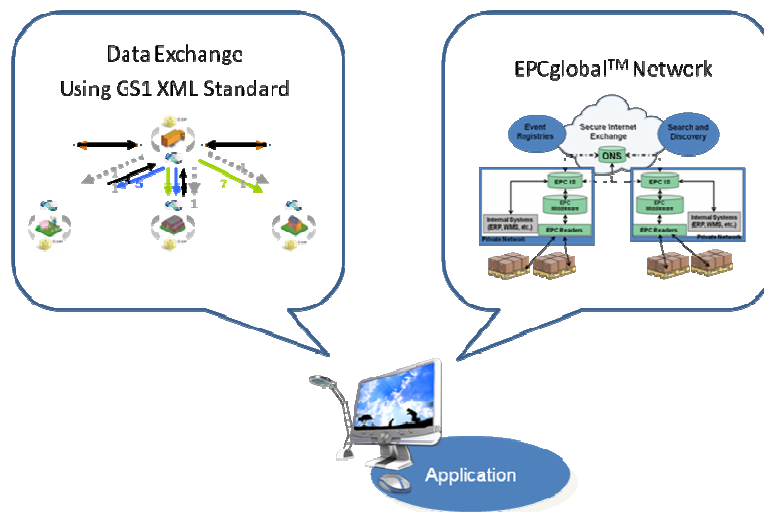 Data Exchange
Using GS1 XML Standard
7
1
EPCglobal™ Network
Event
Registries
Secure Internet
Exchange
Search and
Discovery
ONS
EPC IS
EPC IS
EPC
Middleware
EPC
Middleware
Internal Systems
(ERP, WMS, etc.)
Internal Systems
(ERP, WMS, etc.)
EPC Readers
EPC Readers
Private Network
Private Network
Application